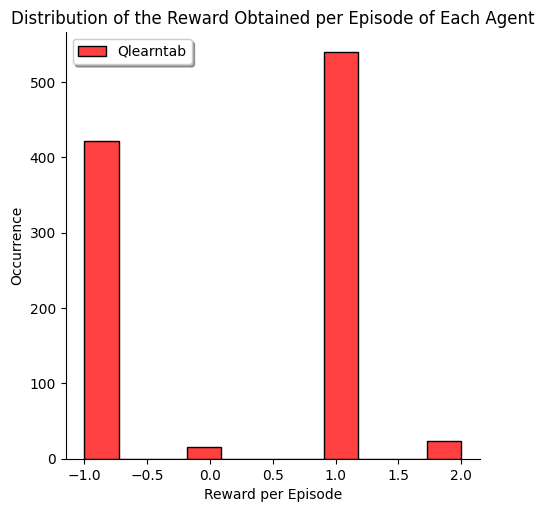 Distribution of the Reward Obtained per Episode of Each Agent
Qlearntab
Occurrence
500
400
300
200
100
0
−1.0 −0.5 0.0 0.5 1.0 1.5 2.0
Reward per Episode